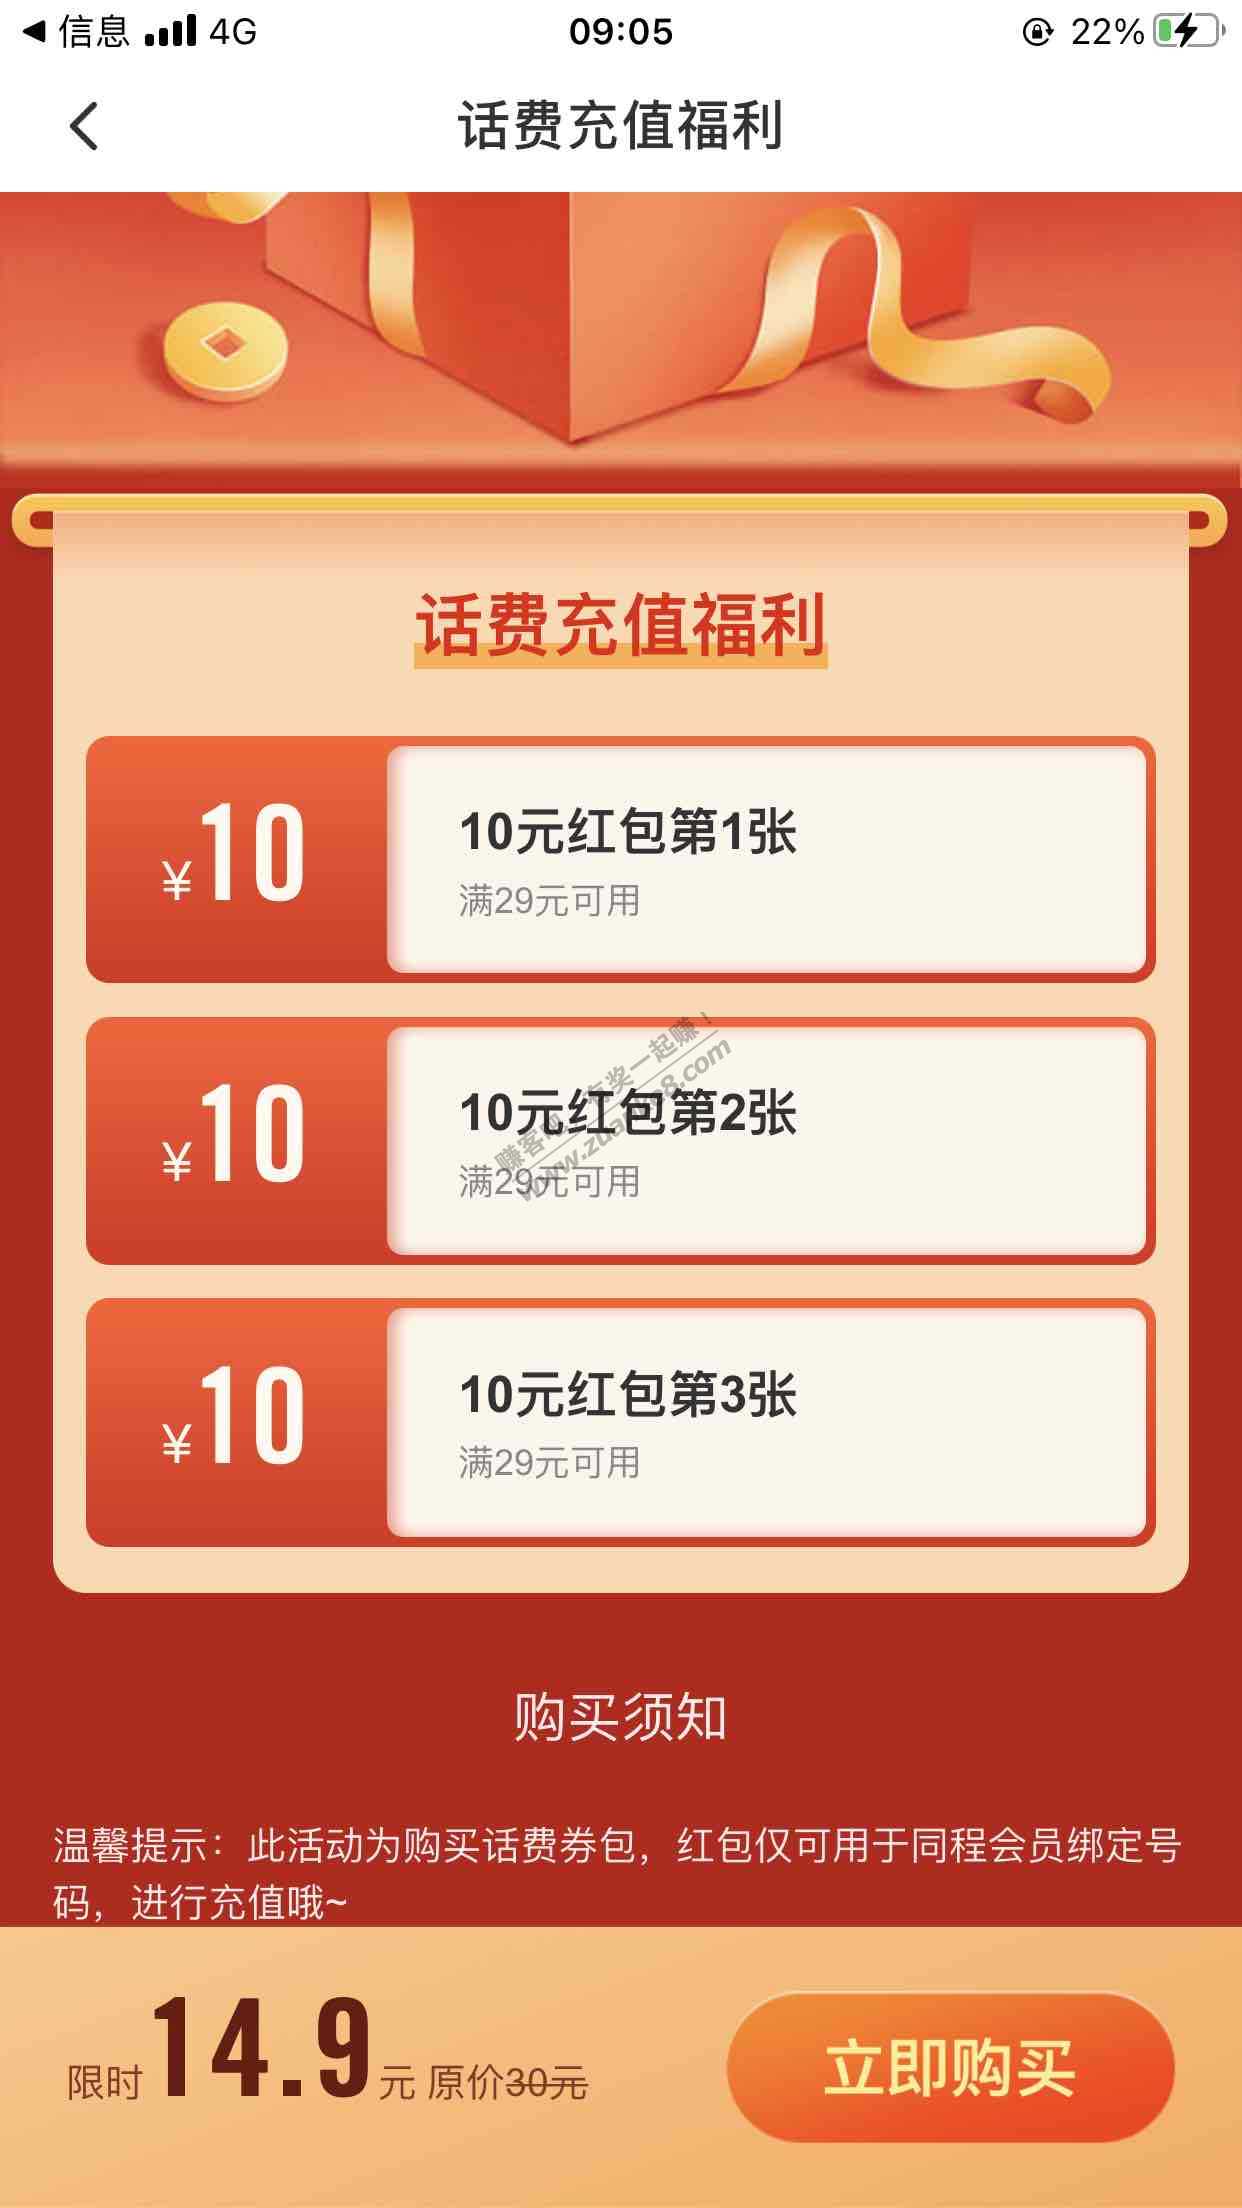 信息 4G 09:05 22%
话费充值福利
话费充值福利
¥10 10元红包第1张
满29元可用
¥10 10元红包第2张
满29元可用
赚客吧，有奖一起赚！
www.zuanke8.com
¥10 10元红包第3张
满29元可用
购买须知
温馨提示：此活动为购买话费券包，红包仅可用于同程会员绑定号
码，进行充值哦~
限时14.9元 原价30元 立即购买